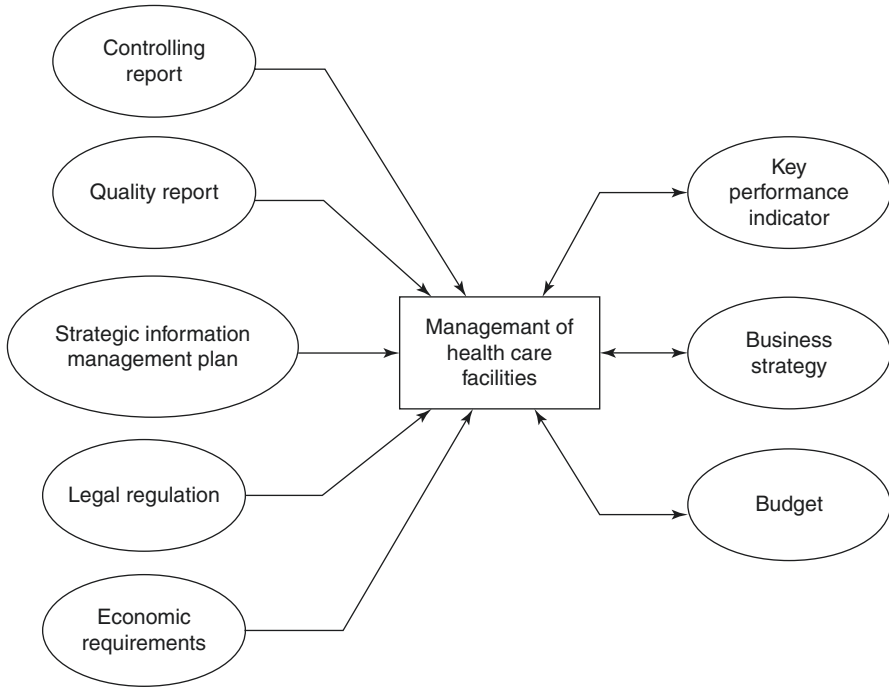 Controlling
report
Quality report
Strategic information
management plan
Legal regulation
Economic
requirements
Managemant of
health care
facilities
Key
performance
indicator
Business
strategy
Budget